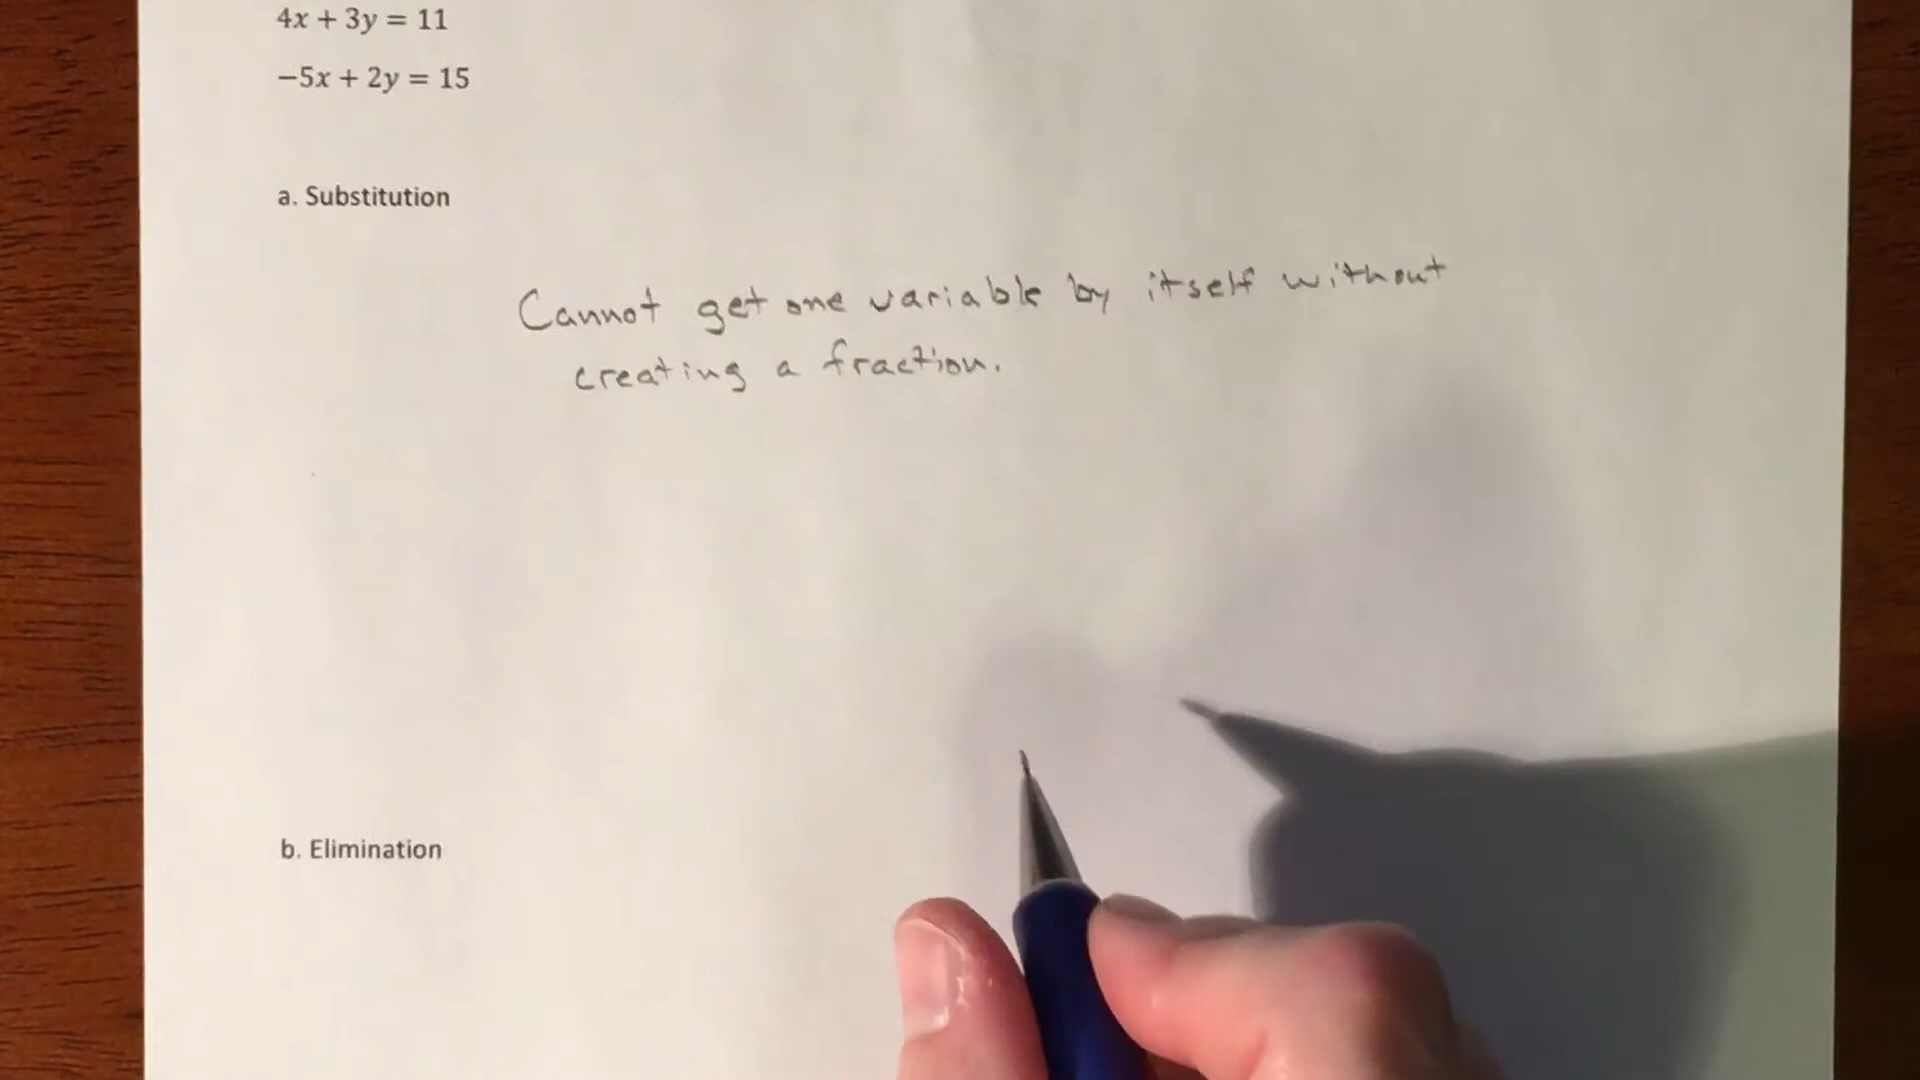 4x + 3y = 11
−5x + 2y = 15
a. Substitution
Cannot get one variable by itself without
creating a fraction.
b. Elimination